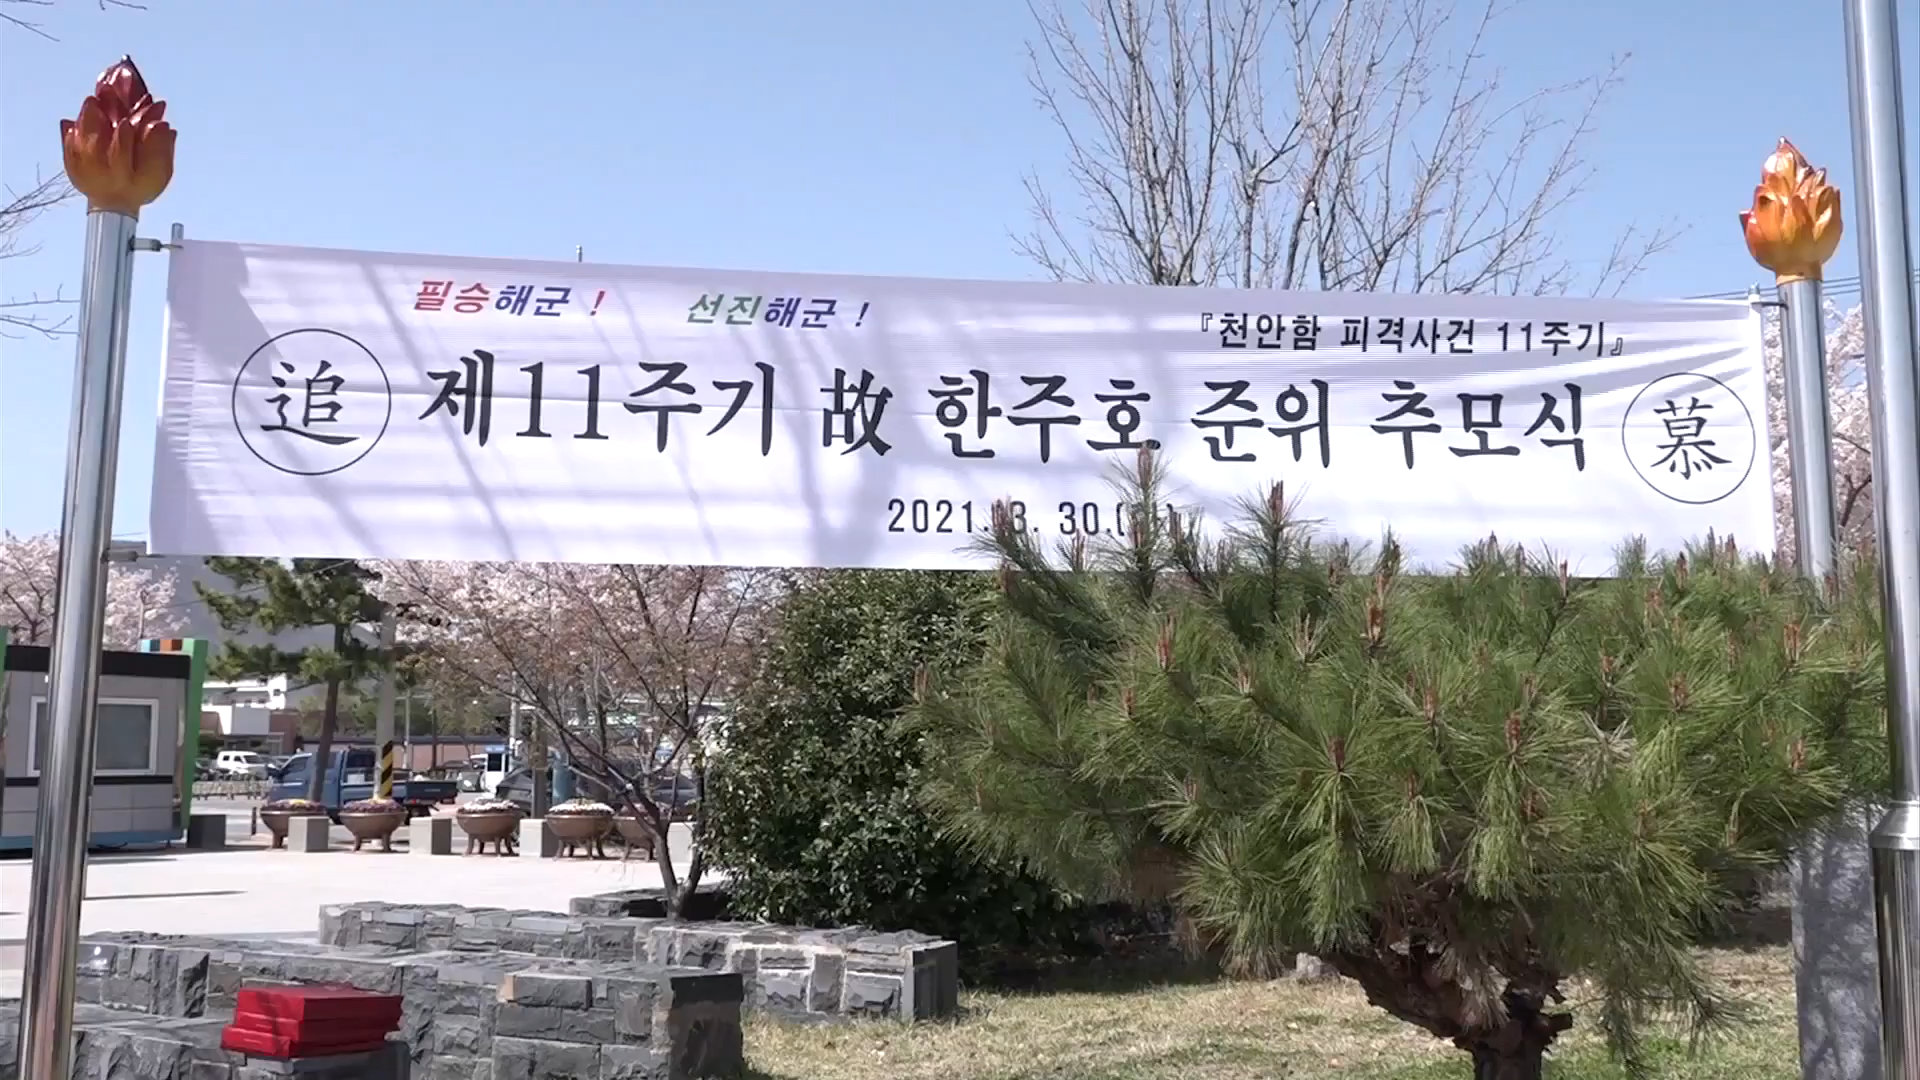 필승해군 ! 선진해군 !
『천안함 피격사건 11주기』
追 제11주기 故 한주호 준위 추모식 慕
2021. 3. 30.